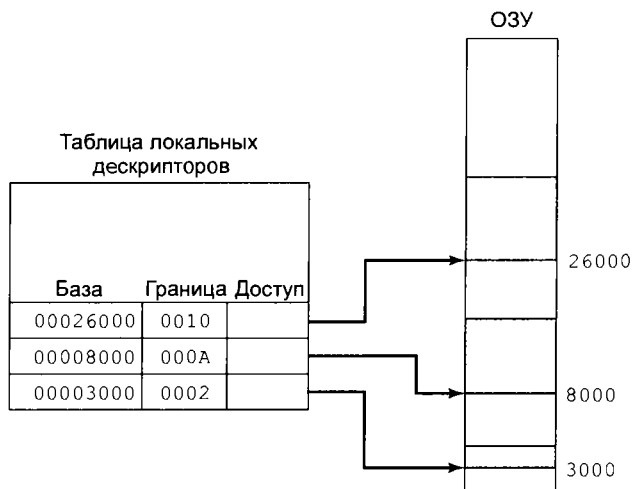 ОЗУ
Таблица локальных
дескрипторов
База Граница Доступ
00026000 0010
00008000 000A
00003000 0002
26000
8000
3000